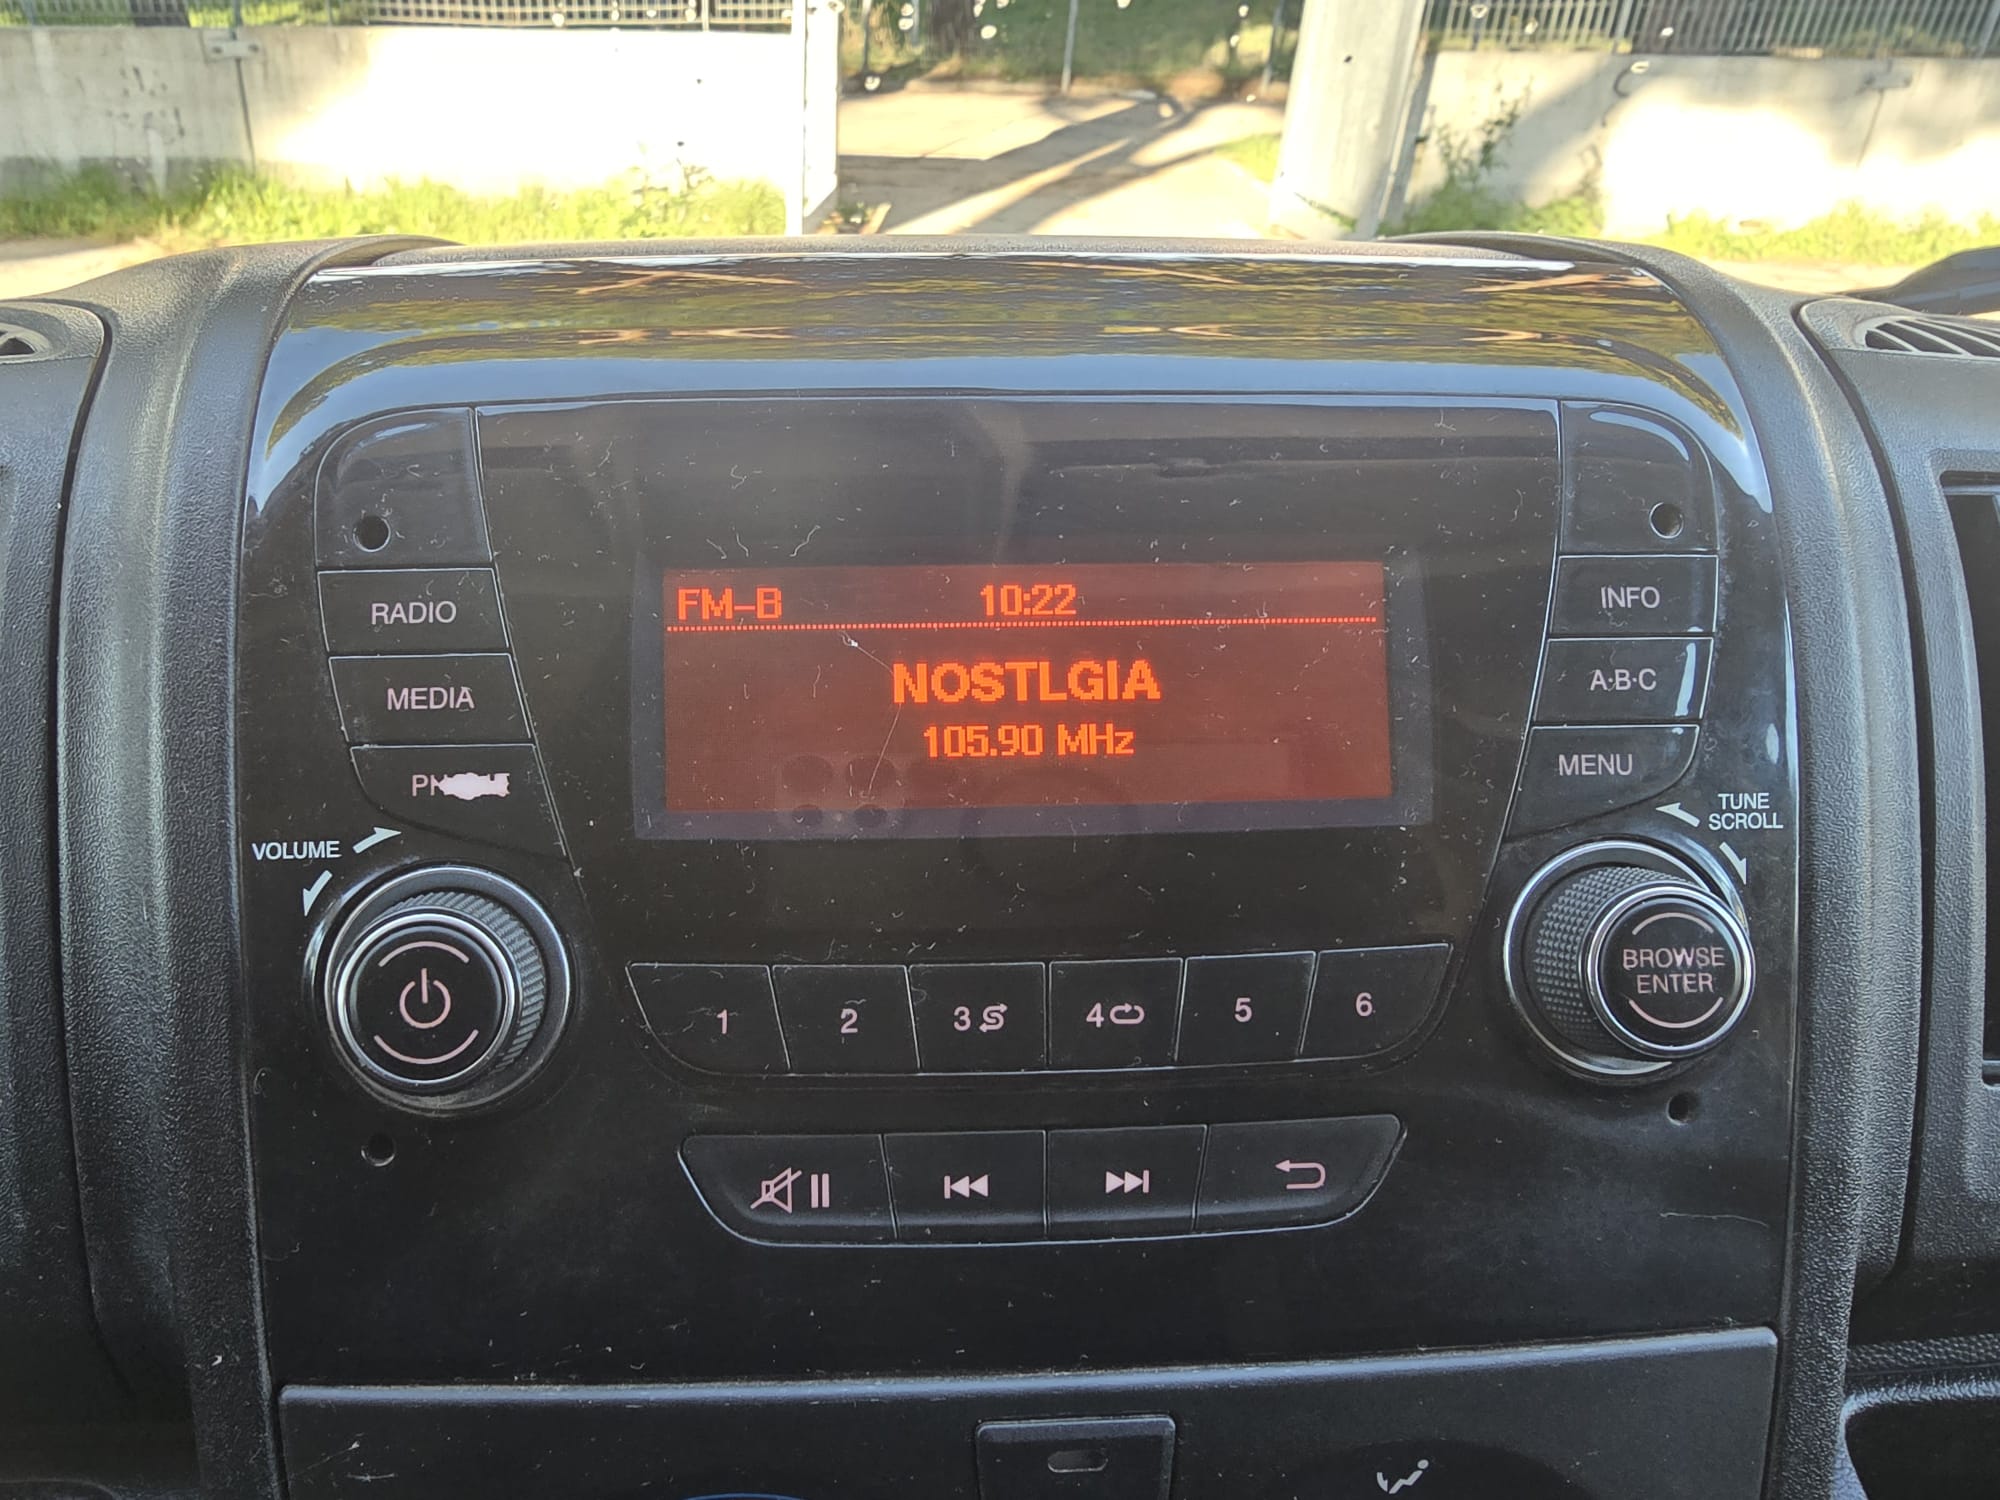 FM-B 10:22
NOSTLGIA
105.90 MHz
RADIO
MEDIA
VOLUME
INFO
A·B·C
MENU
TUNE
SCROLL
BROWSE
ENTER
1 2 3 4 5 6